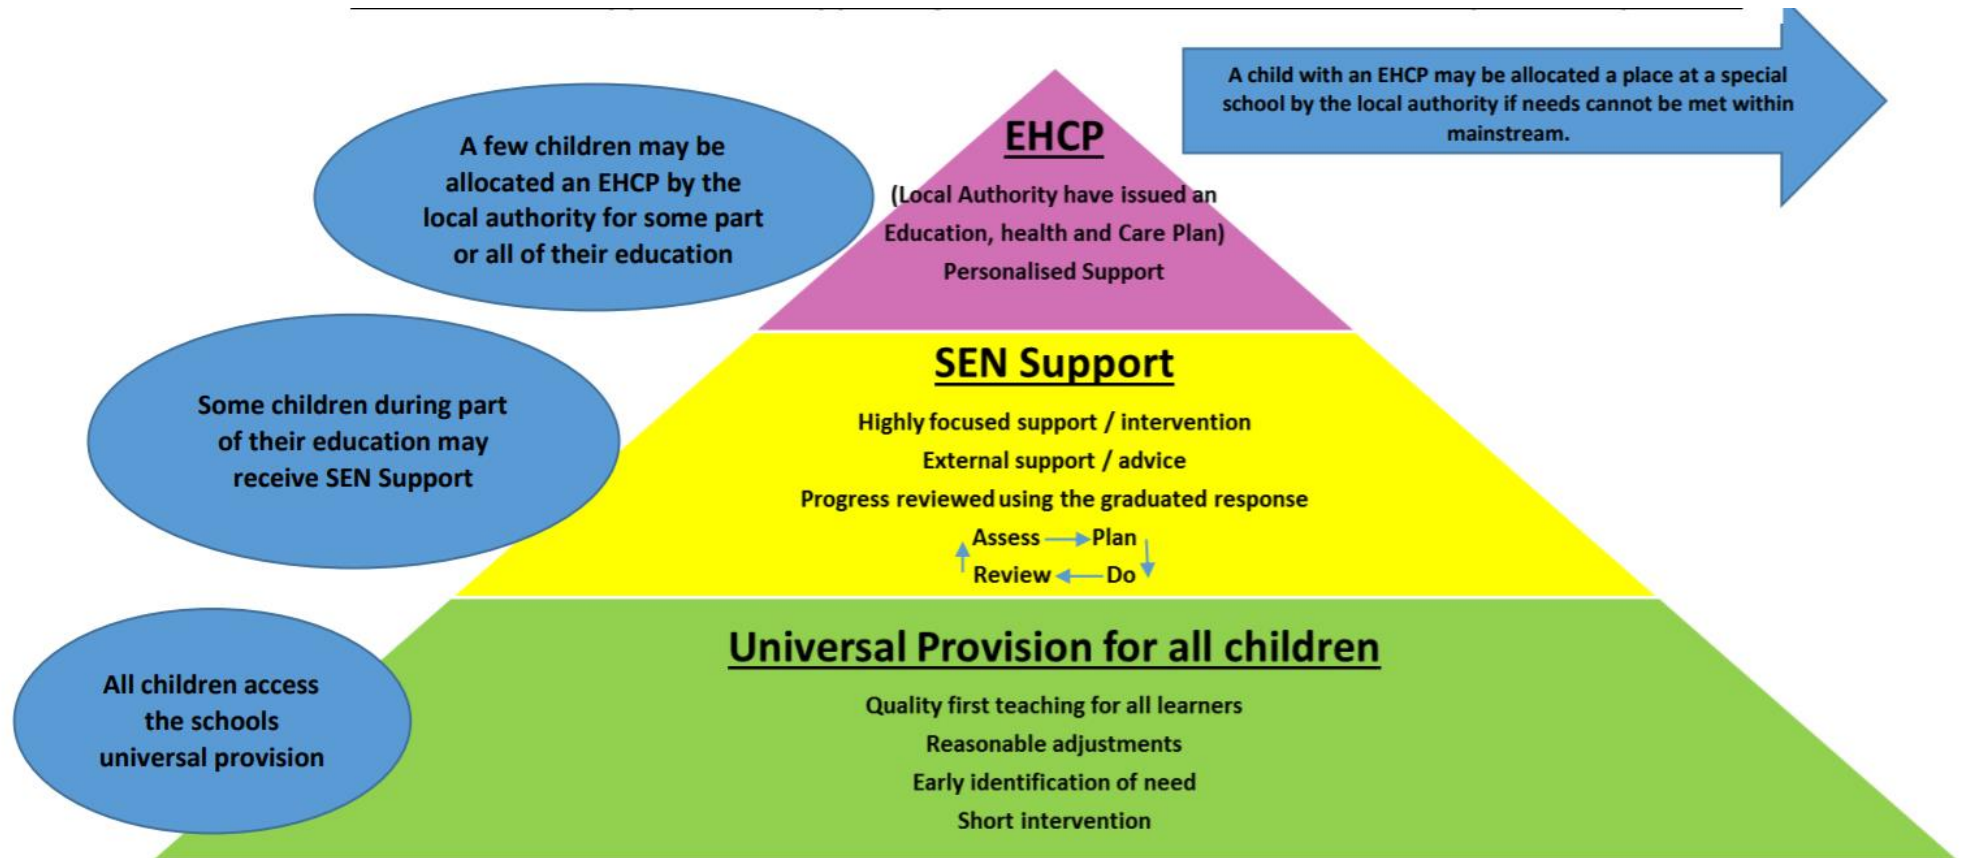 A child with an EHCP may be allocated a place at a special
school by the local authority if needs cannot be met within
mainstream.
A few children may be
allocated an EHCP by the
local authority for some part
or all of their education
EHCP
(Local Authority have issued an
Education, health and Care Plan)
Personalised Support
Some children during part
of their education may
receive SEN Support
SEN Support
Highly focused support / intervention
External support / advice
Progress reviewed using the graduated response
Assess Plan
Review Do
All children access
the schools
universal provision
Universal Provision for all children
Quality first teaching for all learners
Reasonable adjustments
Early identification of need
Short intervention